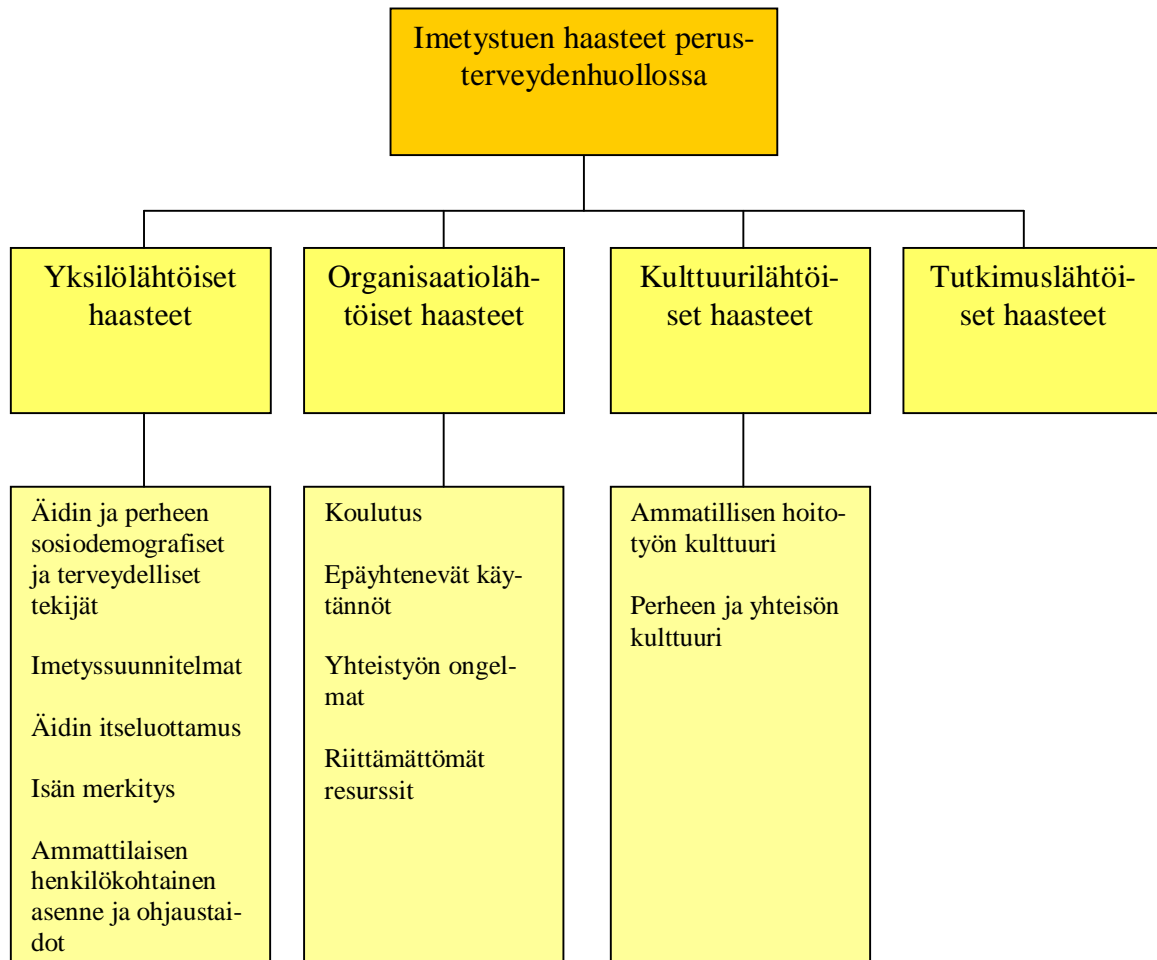 Imetystuen haasteet perus-
terveydenhuollossa
Yksilölähtöiset
haasteet
Organisaatioläh-
töiset haasteet
Kulttuurilähtöi-
set haasteet
Tutkimuslähtöi-
set haasteet
Äidin ja perheen
sosiodemografiset
ja terveydelliset
tekijät
Imetyssuunnitelmat
Äidin itseluottamus
Isän merkitys
Ammattilaisen
henkilökohtainen
asenne ja ohjaustai-
dot
Koulutus
Epäyhtenevät käy-
tännöt
Yhteistyön ongel-
mat
Riittämättömät
resurssit
Ammatillisen hoito-
työn kulttuuri
Perheen ja yhteisön
kulttuuri